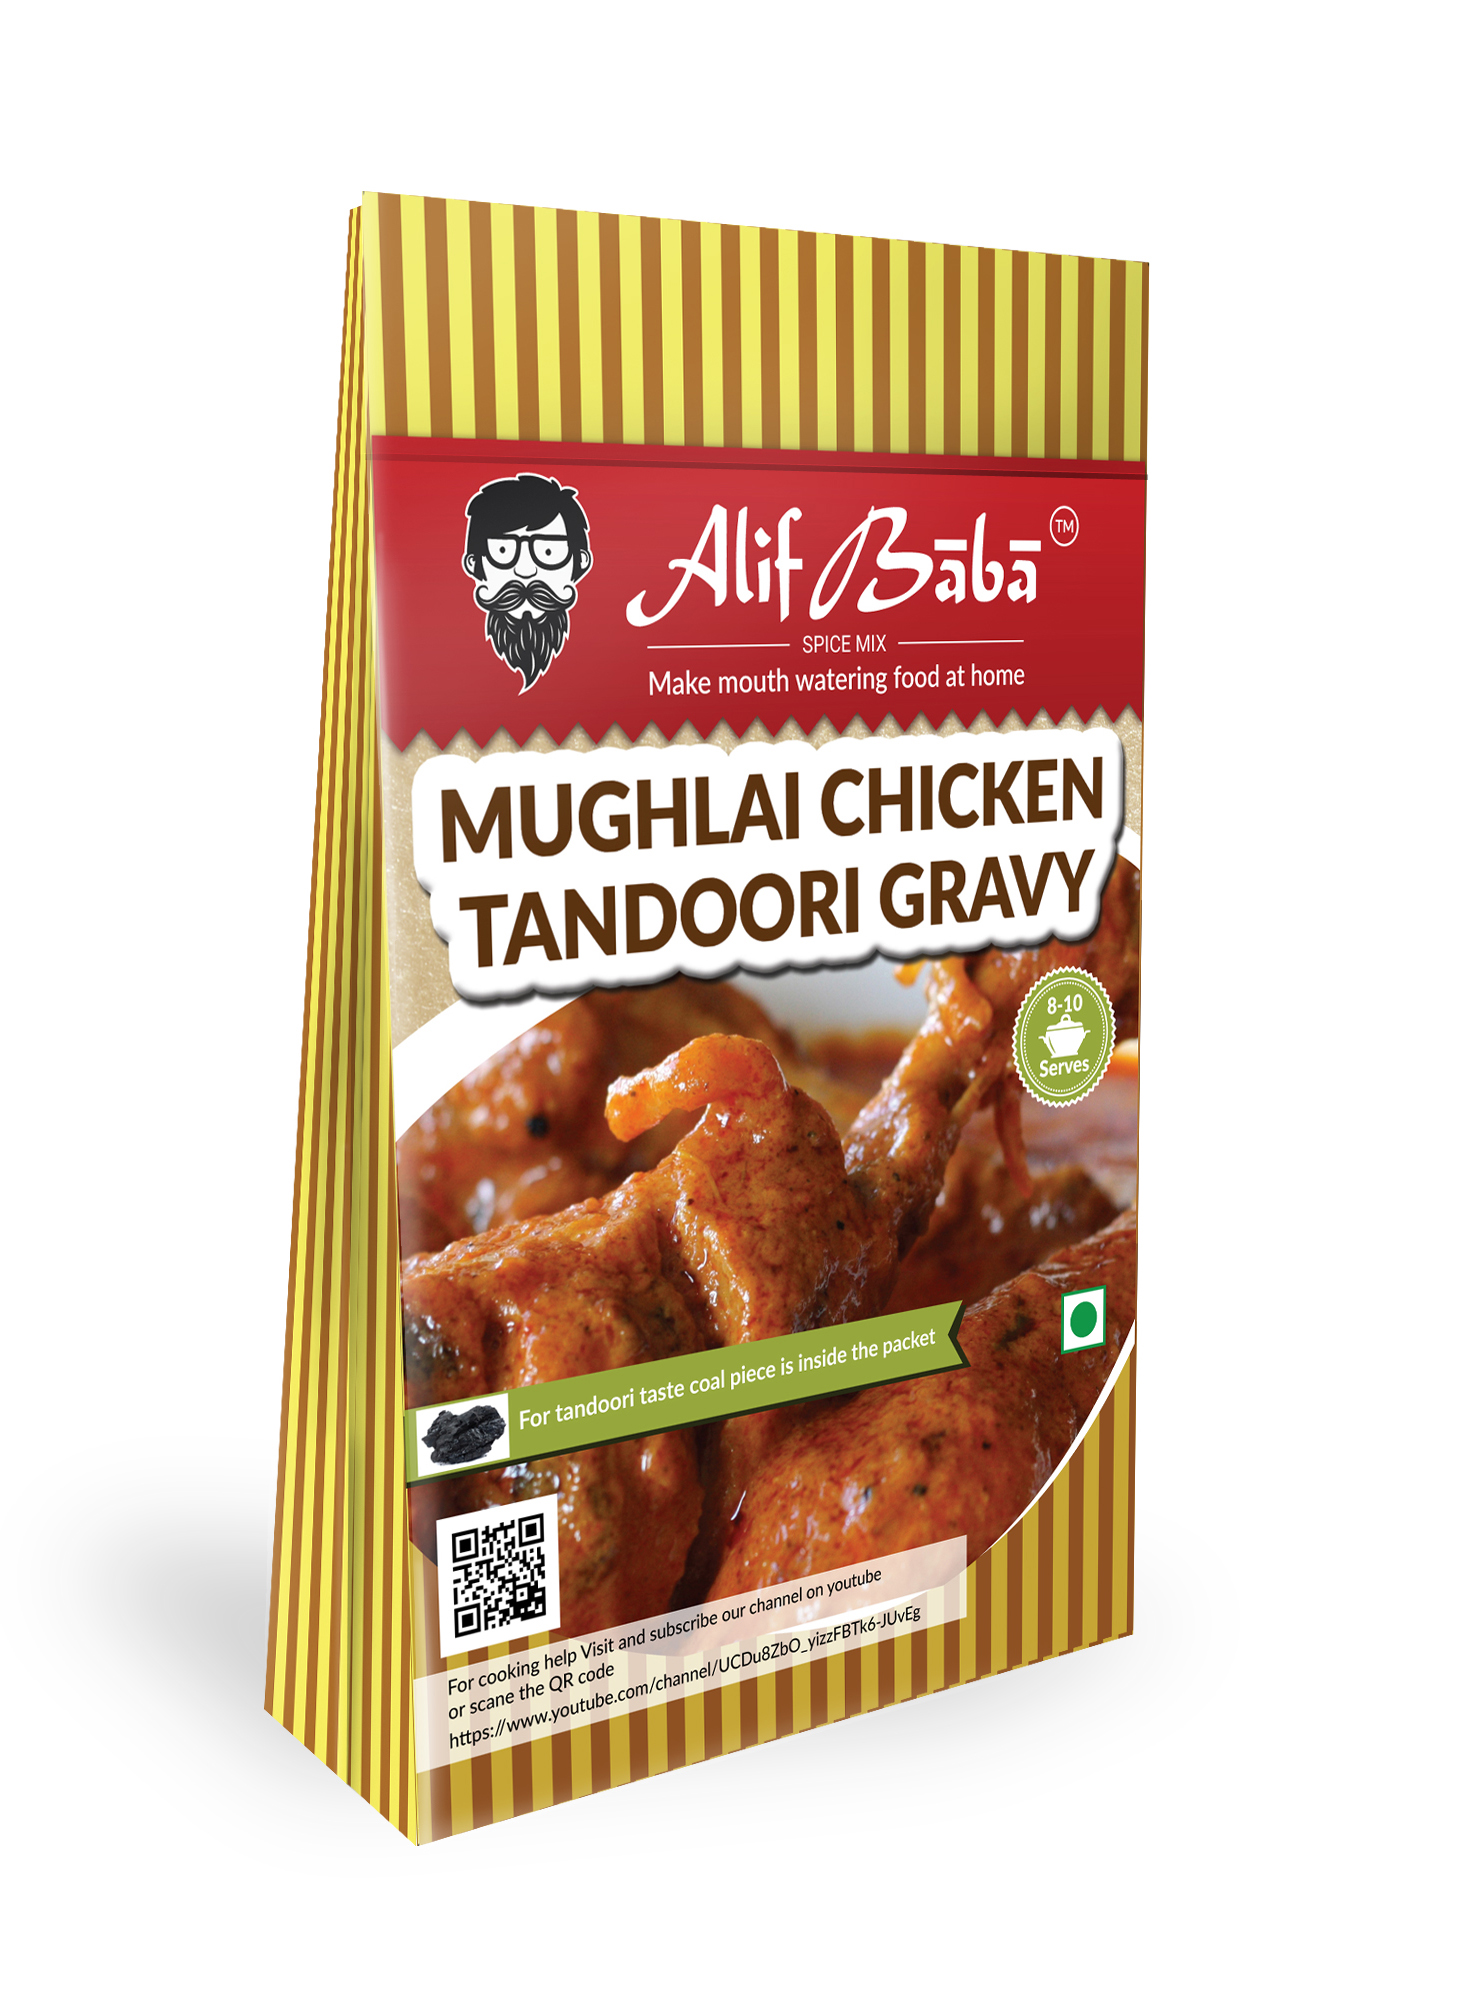 Alif Bābā TM
SPICE MIX
Make mouth watering food at home
MUGHLAI CHICKEN
TANDOORI GRAVY
8-10
Serves
For tandoori taste coal piece is inside the packet
For cooking help Visit and subscribe our channel on youtube
or scane the QR code
https://www.youtube.com/channel/UCDu8ZbO_yizzFBTk6-JUvEg